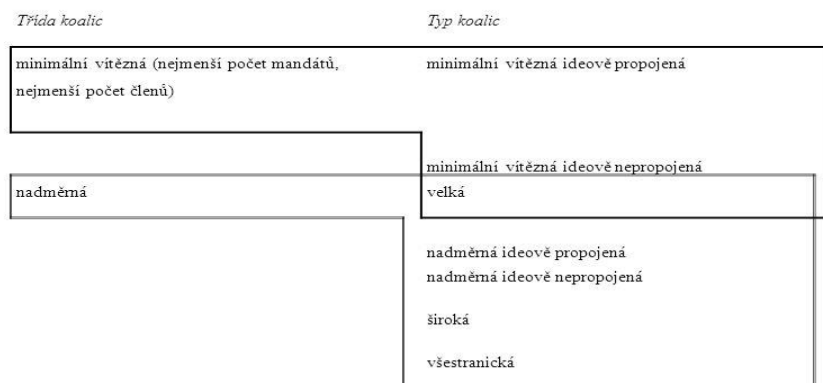 Třída koalic Typ koalic
minimální vítězná (nejmenší počet mandátů, minimální vítězná ideově propojená
nejmenší počet členů)
minimální vítězná ideově nepropojená
nadměrná velká
nadměrná ideově propojená
nadměrná ideově nepropojená
široká
všestranická